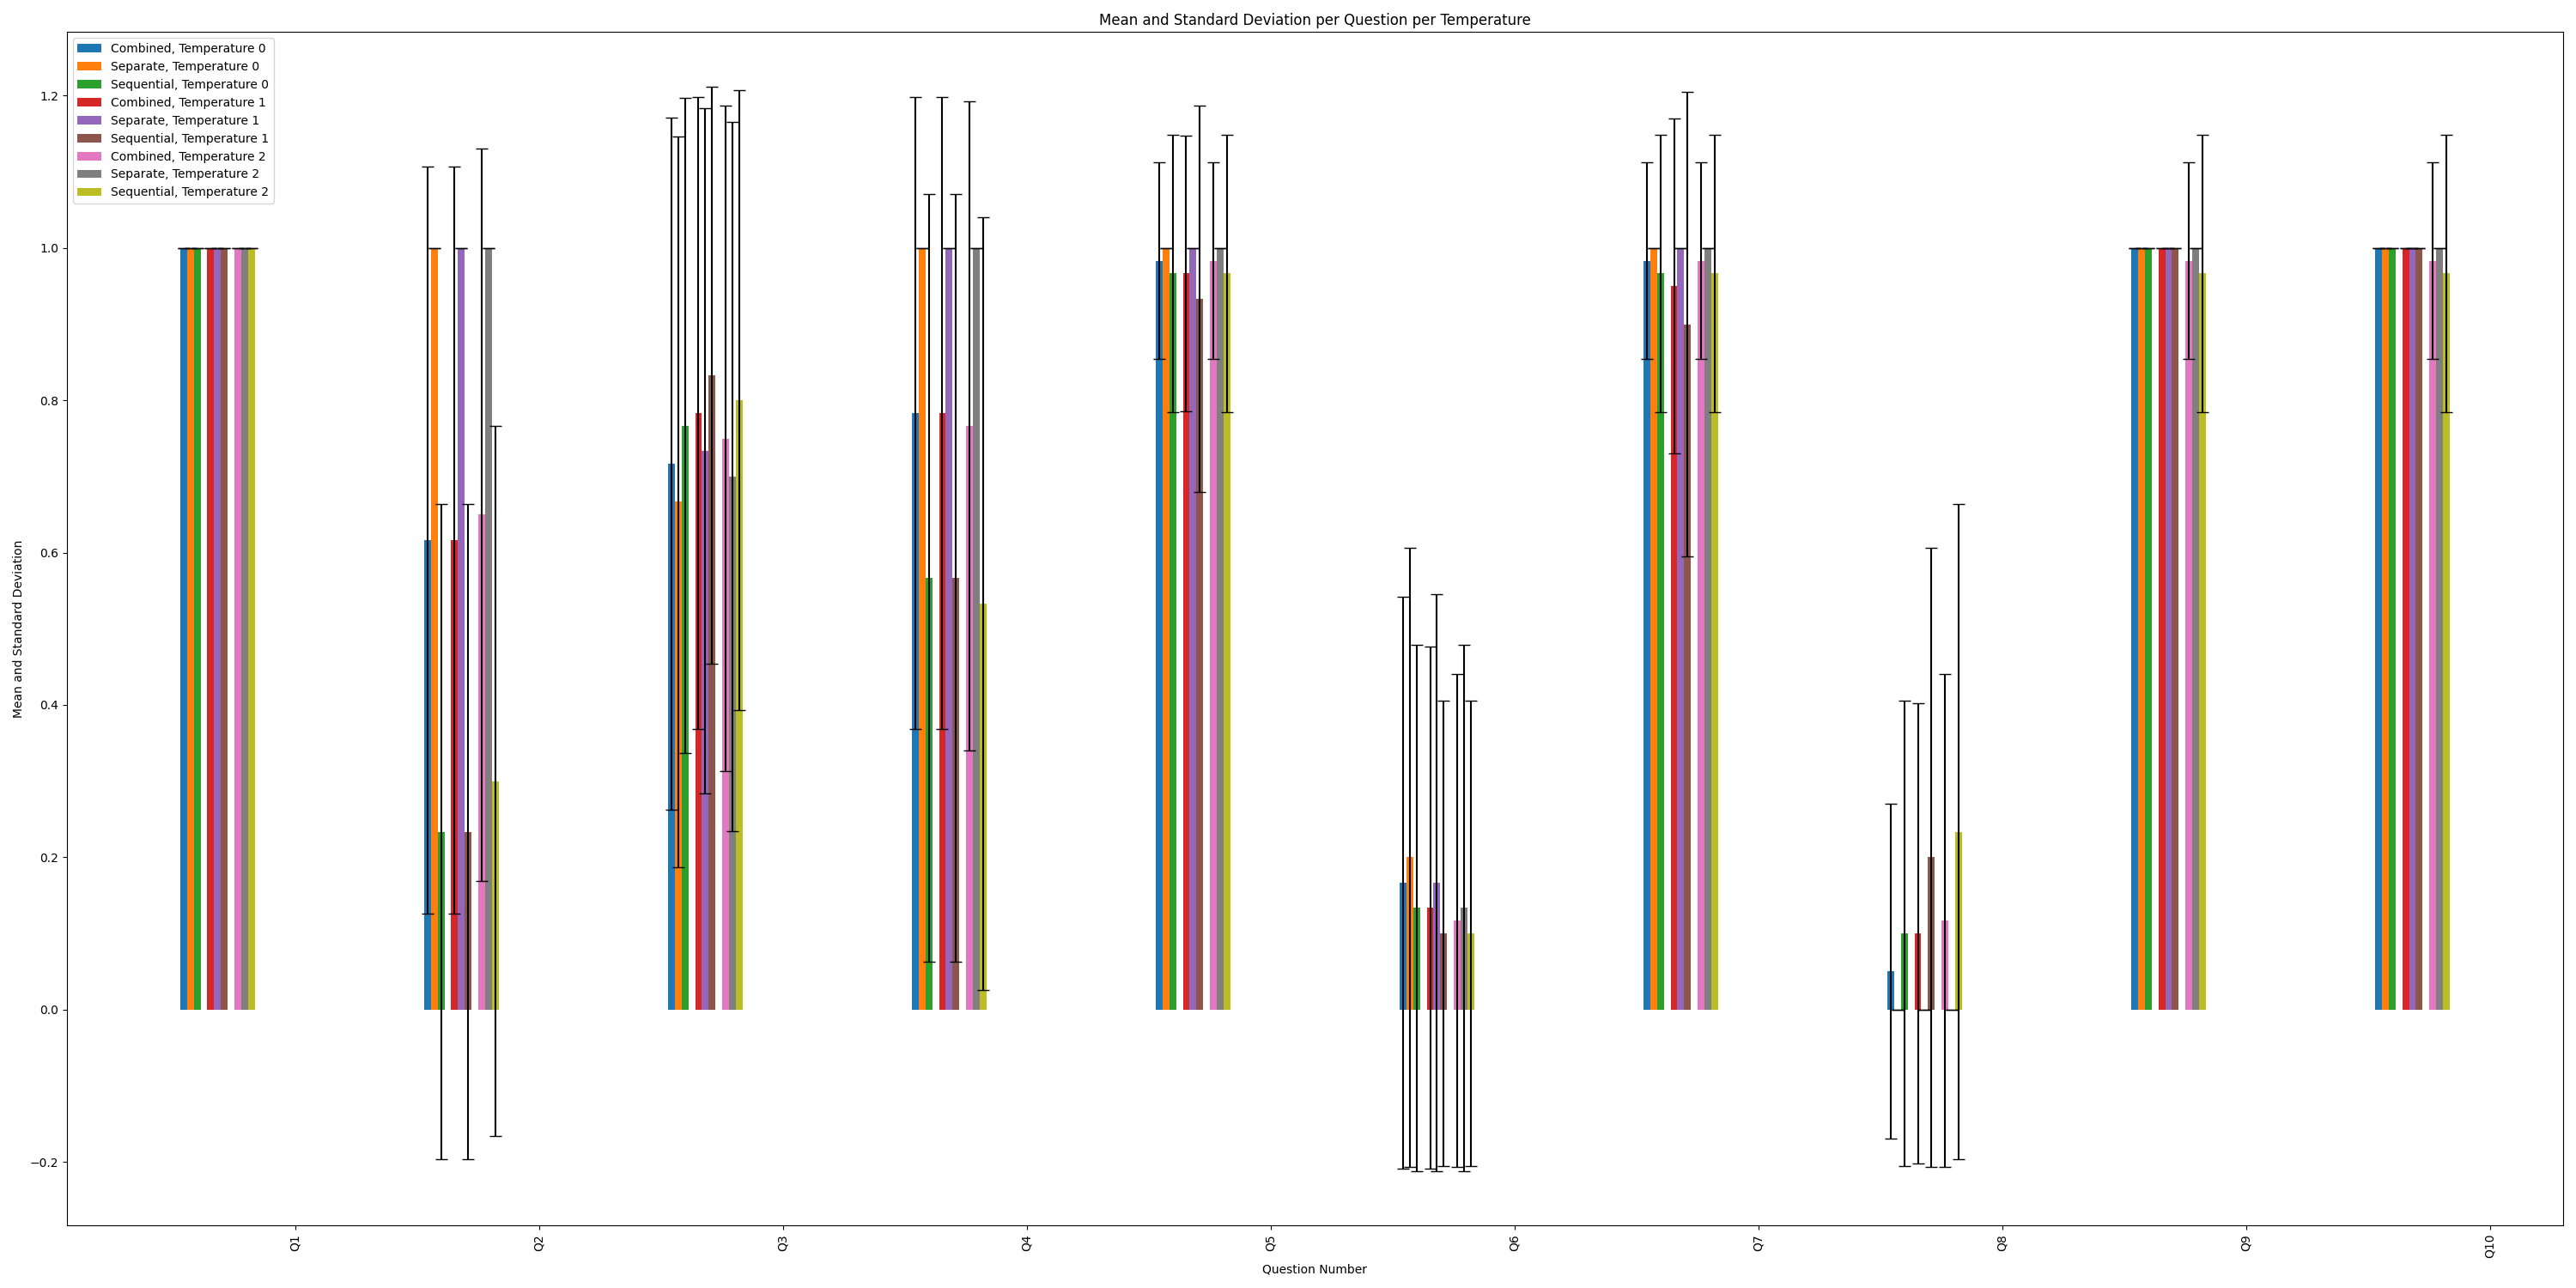 Mean and Standard Deviation per Question per Temperature
Combined, Temperature 0
Separate, Temperature 0
Sequential, Temperature 0
Combined, Temperature 1
Separate, Temperature 1
Sequential, Temperature 1
Combined, Temperature 2
Separate, Temperature 2
Sequential, Temperature 2
Mean and Standard Deviation
1.2
1.0
0.8
0.6
0.4
0.2
0.0
−0.2
Q1
Q2
Q3
Q4
Q5
Q6
Q7
Q8
Q9
Q10
Question Number